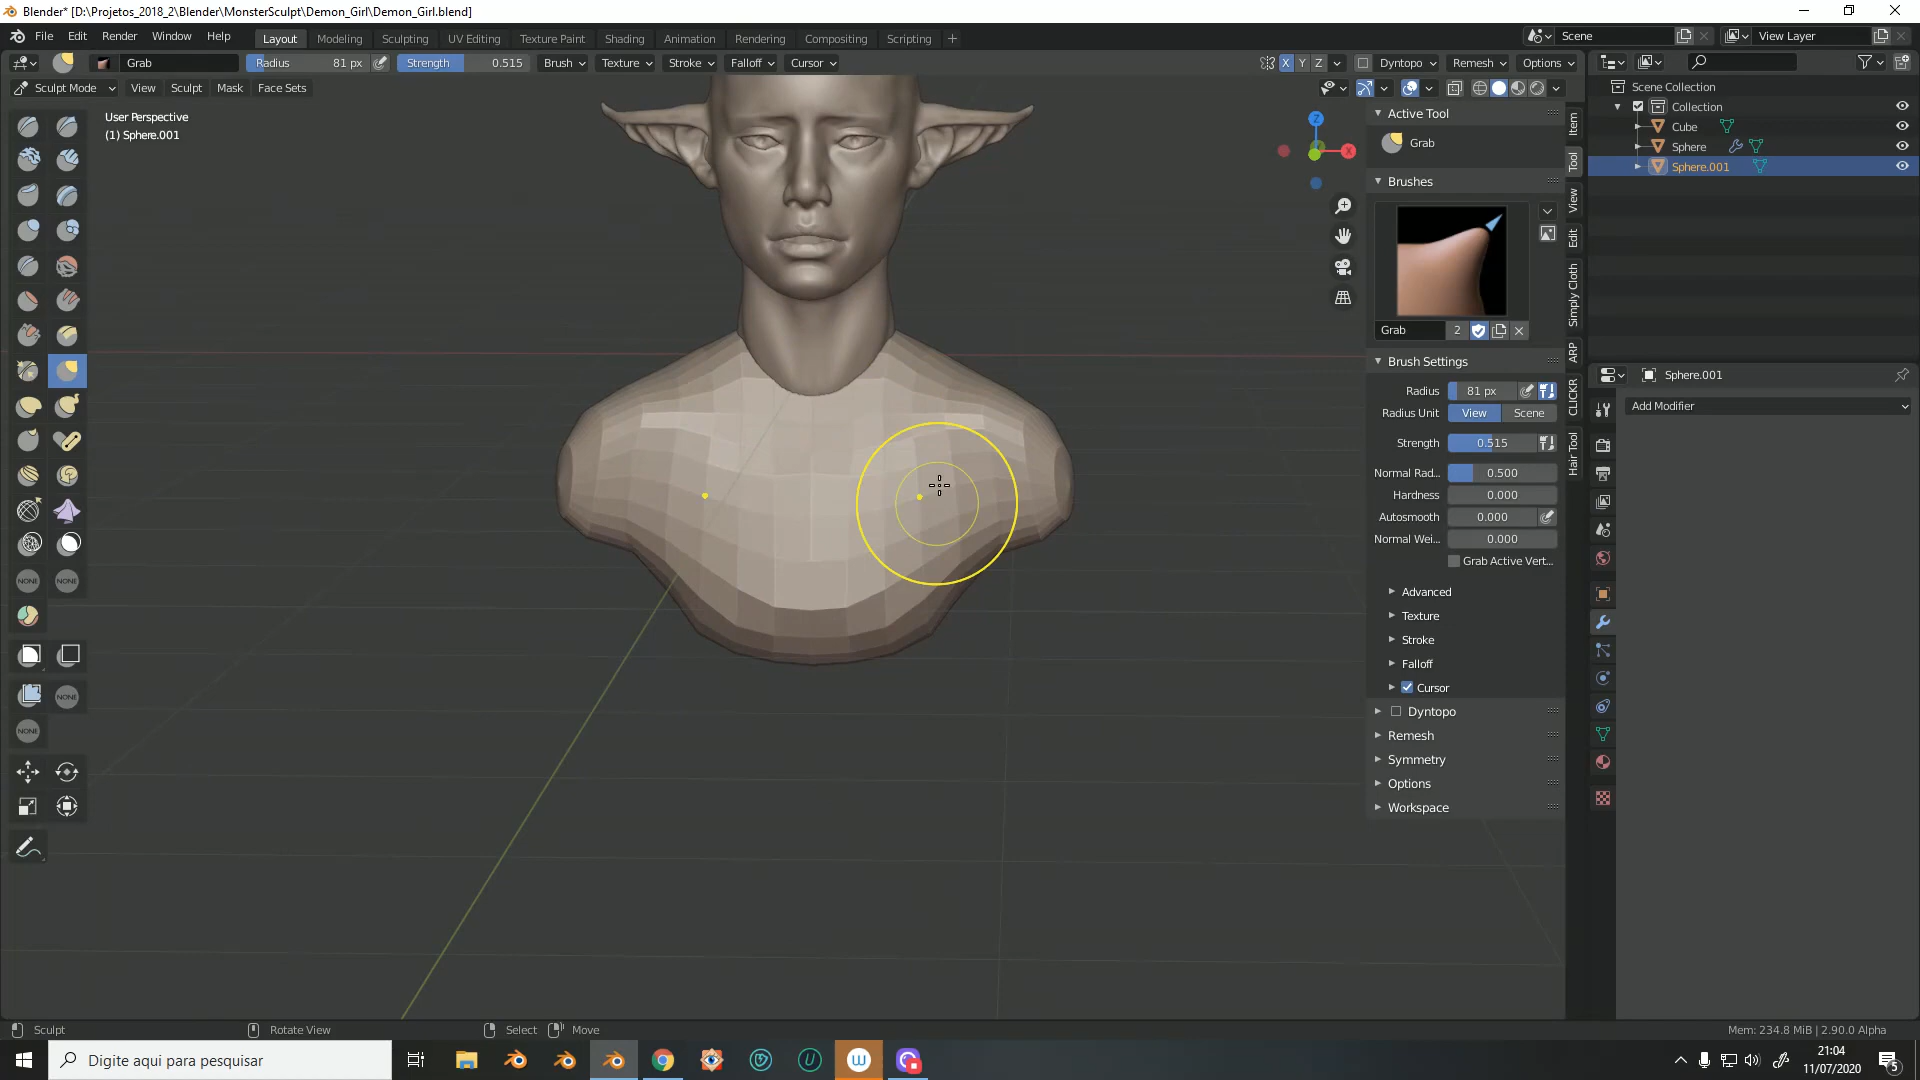 Blender* [D:\Projetos_2018_2\Blender\MonsterSculpt\Demon_Girl\Demon_Girl.blend]
File Edit Render Window Help Layout Modeling Sculpting UV Editing Texture Paint Shading Animation Rendering Compositing Scripting + Scene View Layer
Grab Radius 81 px Strength 0.515 Brush Texture Stroke Falloff Cursor X Y Z Dyntopo Remesh Options
Sculpt Mode View Sculpt Mask Face Sets
User Perspective
(1) Sphere.001
NONE NONE
NONE
NONE
Z
X
Active Tool
Grab
Brushes
Grab 2
Brush Settings
Radius 81 px
Radius Unit View Scene
Strength 0.515
Normal Rad... 0.500
Hardness 0.000
Autosmooth 0.000
Normal Wei... 0.000
Grab Active Vert...
Advanced
Texture
Stroke
Falloff
Cursor
Dyntopo
Remesh
Symmetry
Options
Workspace
Item
Tool
View
Edit
Simply Cloth
ARP
CLICKR
Hair Tool
Scene Collection
Collection
Cube
Sphere
Sphere.001
Sphere.001
Add Modifier
Sculpt Rotate View Select Move Mem: 234.8 MiB | 2.90.0 Alpha
Digite aqui para pesquisar
21:04
11/07/2020
5